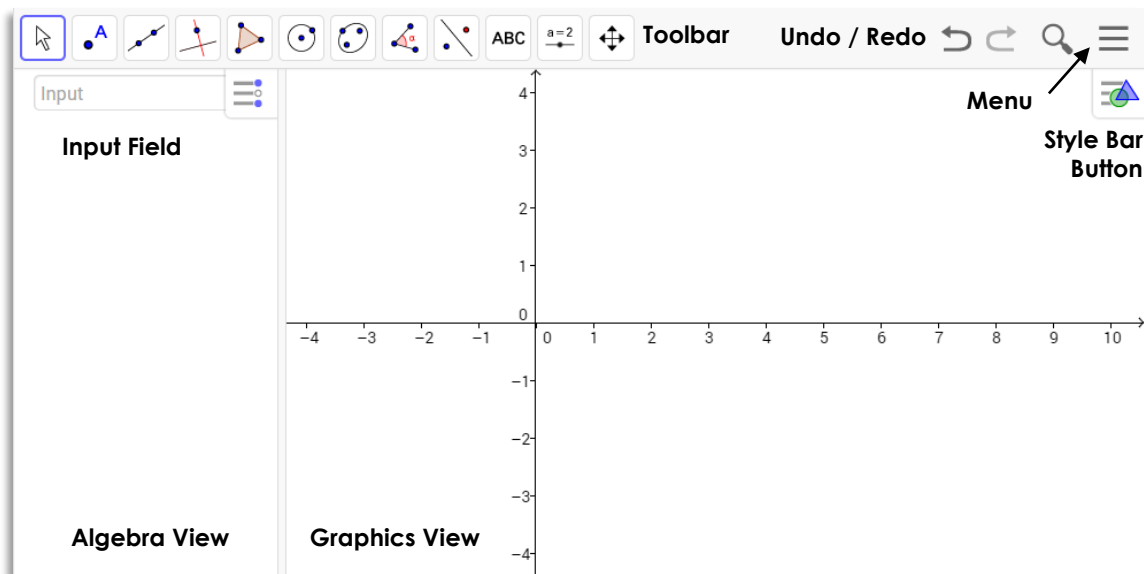 A
α
ABC
a=2
Toolbar
Undo / Redo
Input
Menu
Input Field
Style Bar
Button
4
3
2
1
0
−4 −3 −2 −1 0 1 2 3 4 5 6 7 8 9 10
−1
−2
−3
−4
Algebra View
Graphics View